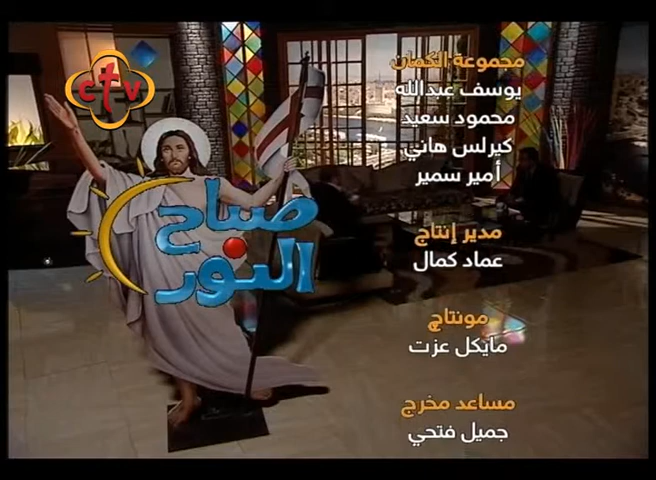 ctv
صباح
النور
مجموعة الكمان
يوسف عبدالله
محمود سعيد
كيرلس هاني
أمير سمير
مدير إنتاج
عماد كمال
مونتاچ
مايكل عزت
مساعد مخرج
جميل فتحي